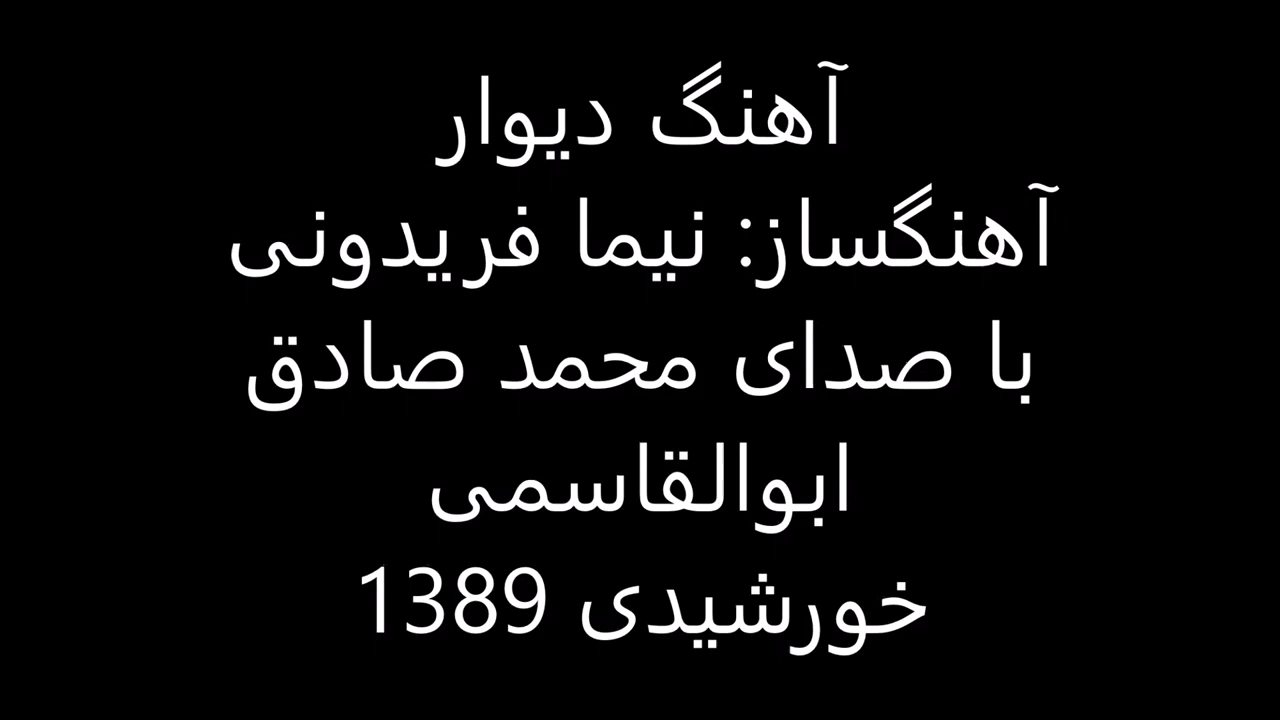 آهنگ دیوار
آهنگساز: نیما فریدونی
با صدای محمد صادق
ابوالقاسمی
خورشیدی 1389